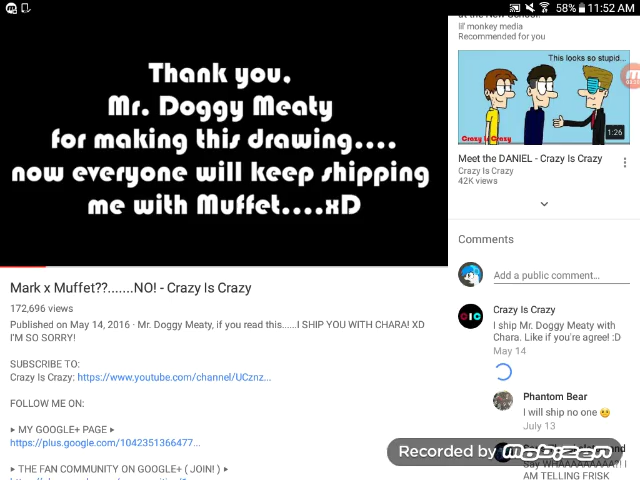 58% 11:52 AM
Thank you,
Mr. Doggy Meaty
for making this drawing....
now everyone will keep shipping
me with Muffet....xD
Mark x Muffet??.......NO! - Crazy Is Crazy
172,696 views
Published on May 14, 2016 · Mr. Doggy Meaty, if you read this......I SHIP YOU WITH CHARA! XD
I'M SO SORRY!
SUBSCRIBE TO:
Crazy Is Crazy: https://www.youtube.com/channel/UCznz...
FOLLOW ME ON:
▶ MY GOOGLE+ PAGE ▶
https://plus.google.com/1042351366477...
▶ THE FAN COMMUNITY ON GOOGLE+ ( JOIN! ) ▶
at the New School!
lil' monkey media
Recommended for you
This looks so stupid...
Crazy Is Crazy
1:26
Meet the DANIEL - Crazy Is Crazy
Crazy Is Crazy
42K views
Comments
Add a public comment...
CIC
Crazy Is Crazy
I ship Mr. Doggy Meaty with
Chara. Like if you're agree! :D
May 14
Phantom Bear
I will ship no one 😀
July 13
Say
AM TELLING FRISK
Recorded by Mobizen